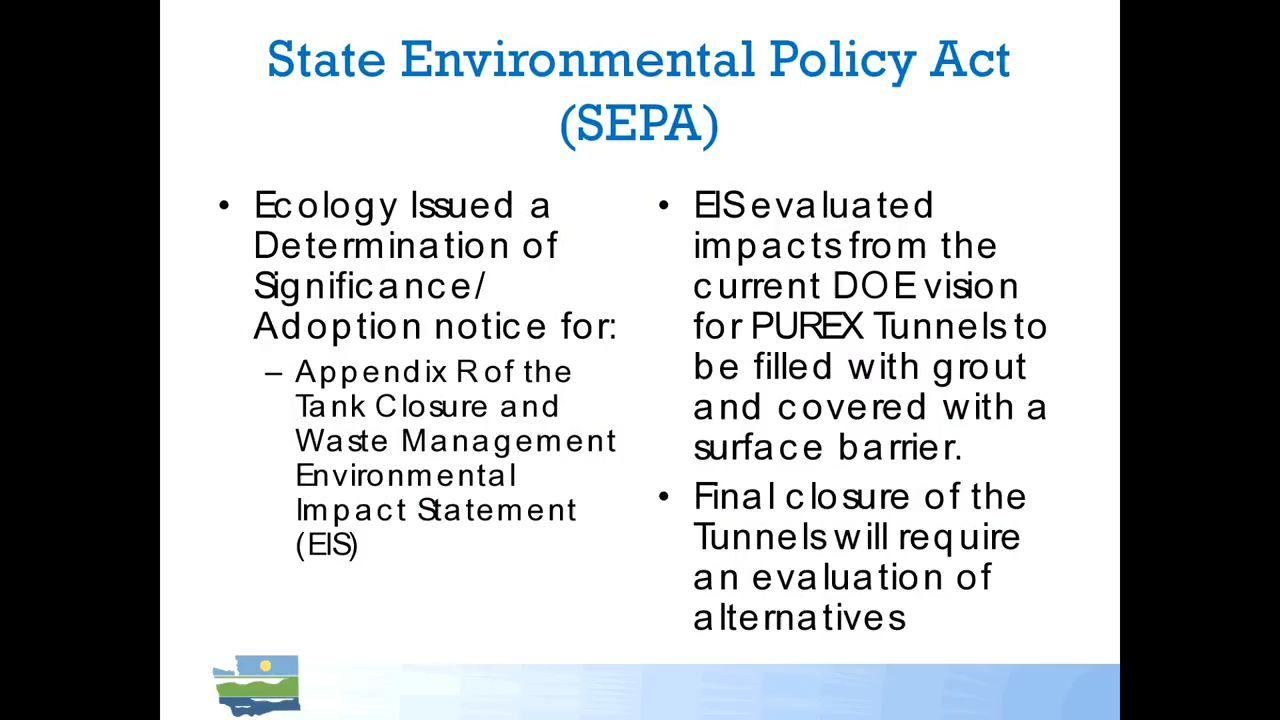 State Environmental Policy Act
(SEPA)
• Ecology Issued a
Determination of
Significance/
Adoption notice for:
– Appendix R of the
Tank Closure and
Waste Management
Environmental
Impact Statement
(EIS)
• EIS evaluated
impacts from the
current DOE vision
for PUREX Tunnels to
be filled with grout
and covered with a
surface barrier.
• Final closure of the
Tunnels will require
an evaluation of
alternatives